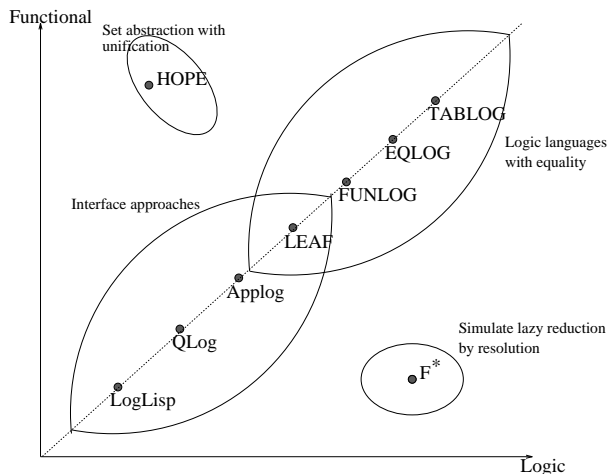 Functional
Set abstraction with
unification
HOPE
TABLOG
Logic languages
with equality
EQLOG
FUNLOG
Interface approaches
LEAF
Applog
QLog
Simulate lazy reduction
by resolution
F*
LogLisp
Logic